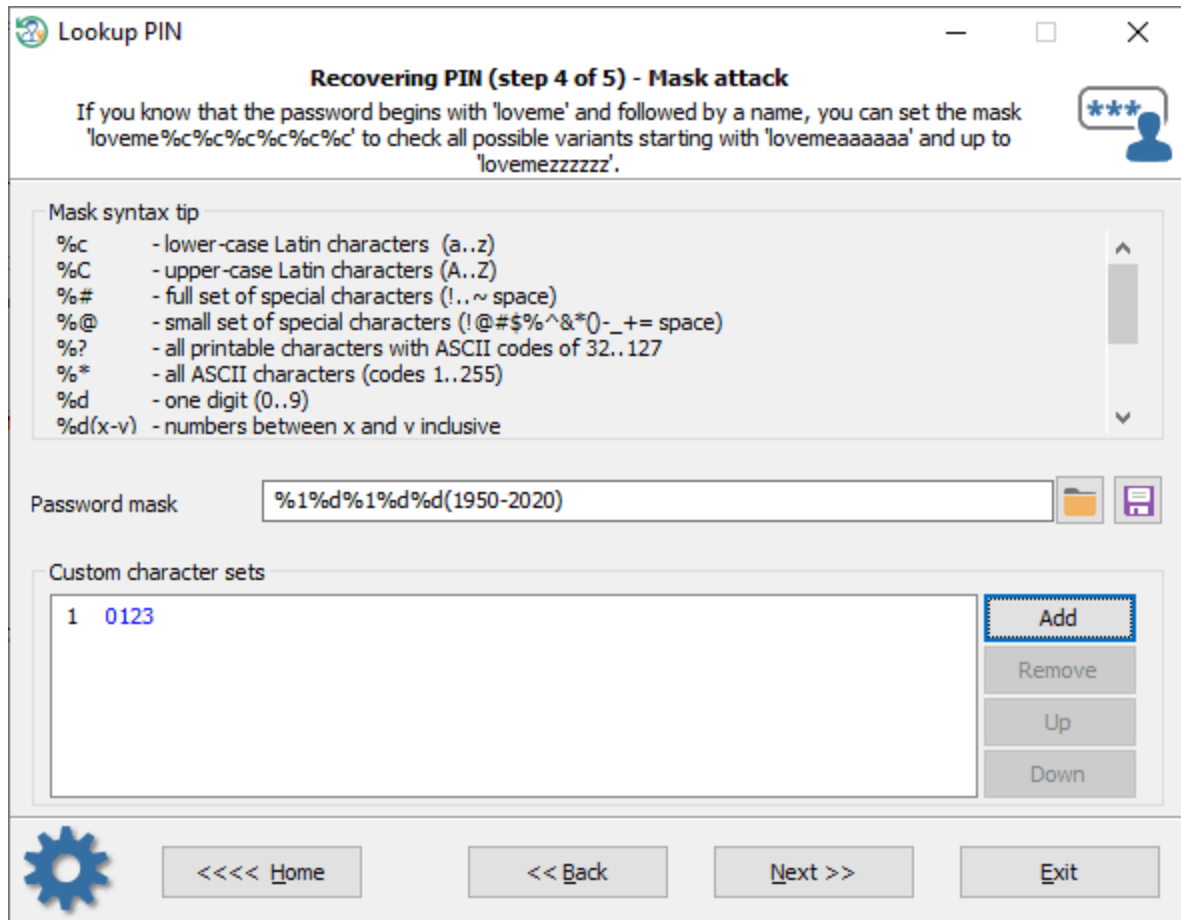 Lookup PIN
Recovering PIN (step 4 of 5) - Mask attack
If you know that the password begins with 'loveme' and followed by a name, you can set the mask
'loveme%c%c%c%c%c%c' to check all possible variants starting with 'lovemeaaaaaa' and up to
'lovemezzzzzz'.
***
Mask syntax tip
%c - lower-case Latin characters (a..z)
%C - upper-case Latin characters (A..Z)
%# - full set of special characters (!..~ space)
%@ - small set of special characters (!@#$%^&*()-_+= space)
%? - all printable characters with ASCII codes of 32..127
%* - all ASCII characters (codes 1..255)
%d - one digit (0..9)
%d(x-y) - numbers between x and y inclusive
Password mask %1%d%1%d%d(1950-2020)
Custom character sets
1 0123
Add
Remove
Up
Down
<<<< Home << Back Next >> Exit